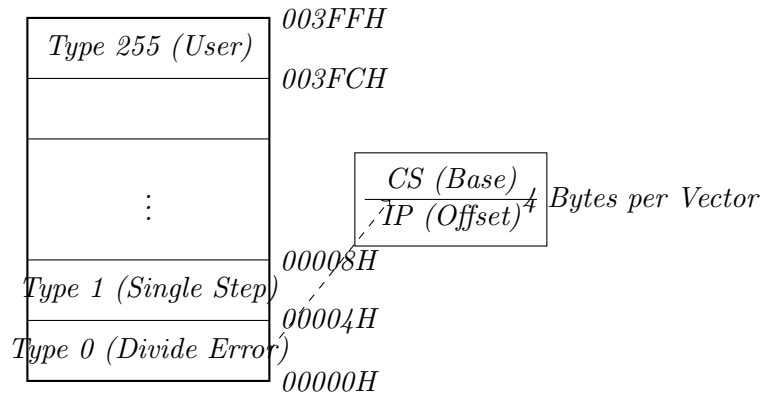 003FFH
Type 255 (User)
003FCH
⋮
CS (Base)
IP (Offset)
4 Bytes per Vector
00008H
Type 1 (Single Step)
00004H
Type 0 (Divide Error)
00000H